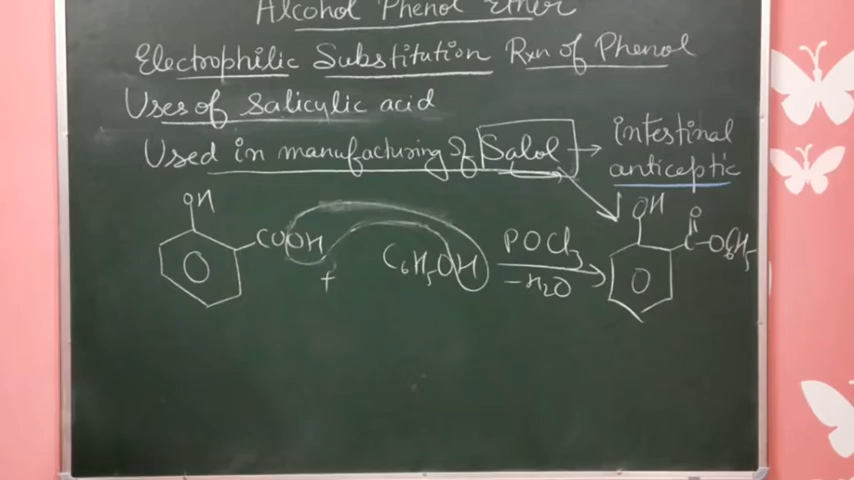 Alcohol Phenol Ether
Electrophilic Substitution Rxn of Phenol
Uses of Salicylic acid
Used in manufacturing of Salol → intestinal
anticeptic
OH
COOH + C6H5OH POCl3 -H2O
OH
O
C-OC6H5